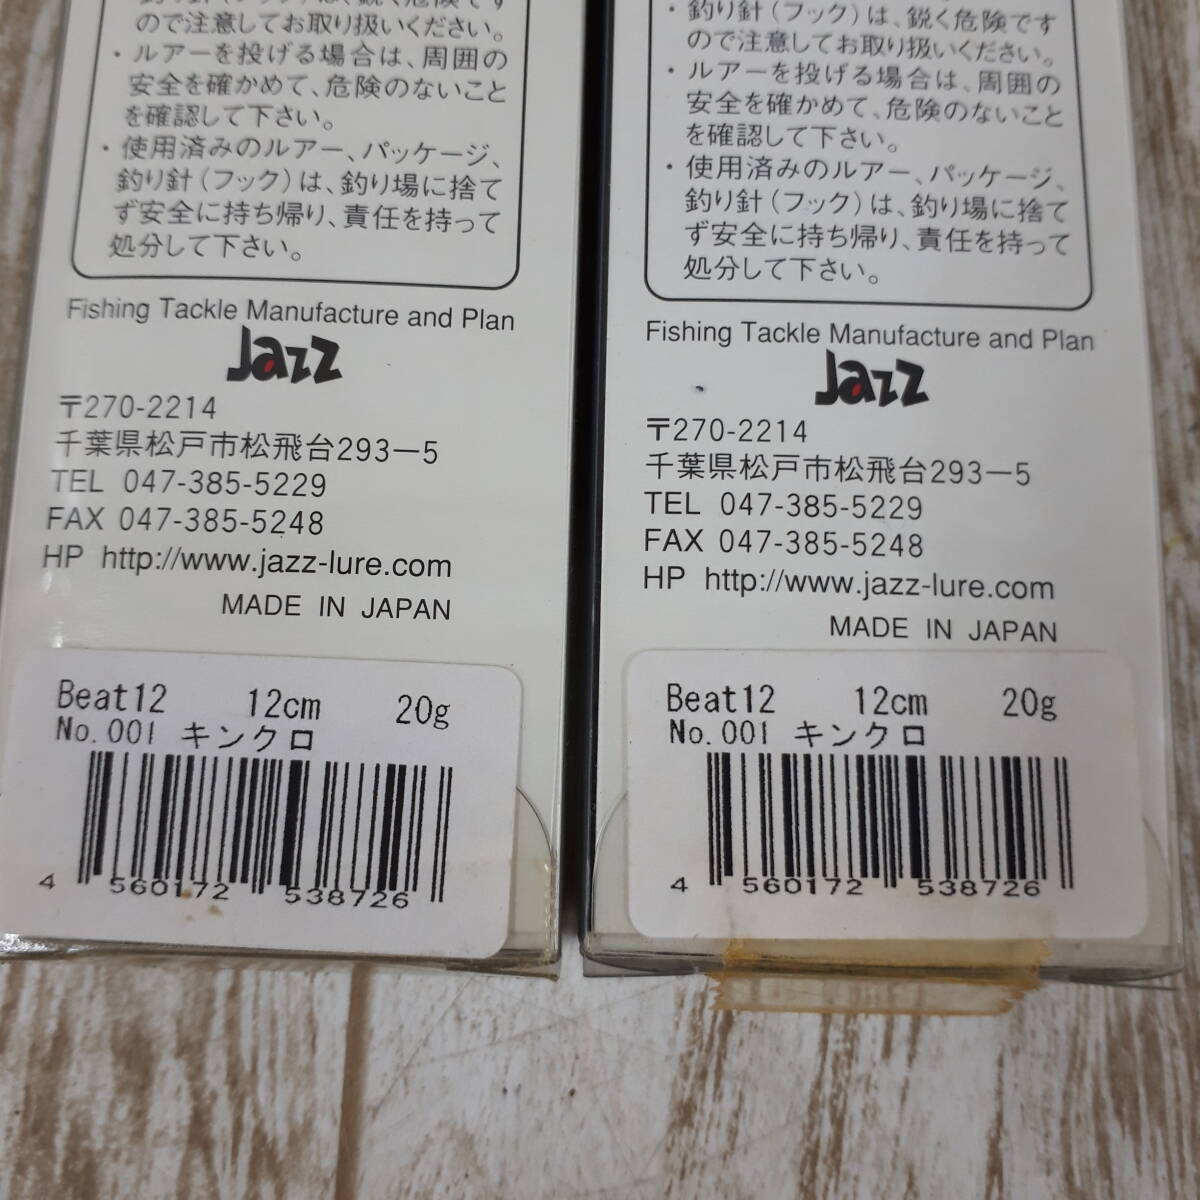 ので注意してお取り扱いください。
・ルアーを投げる場合は、周囲の
安全を確かめて、危険のないこと
を確認して下さい。
・使用済みのルアー、パッケージ、
釣り針(フック)は、釣り場に捨て
ず安全に持ち帰り、責任を持って
処分して下さい。
Fishing Tackle Manufacture and Plan
Jazz
〒270-2214
千葉県松戸市松飛台293ー5
TEL 047-385-5229
FAX 047-385-5248
HP http://www.jazz-lure.com
MADE IN JAPAN
Beat12 12cm 20g
No.001 キンクロ
4 560172 538726
・釣り針(フック)は、鋭く危険です
ので注意してお取り扱いください。
・ルアーを投げる場合は、周囲の
安全を確かめて、危険のないこと
を確認して下さい。
・使用済みのルアー、パッケージ、
釣り針(フック)は、釣り場に捨て
ず安全に持ち帰り、責任を持って
処分して下さい。
Fishing Tackle Manufacture and Plan
Jazz
〒270-2214
千葉県松戸市松飛台293ー5
TEL 047-385-5229
FAX 047-385-5248
HP http://www.jazz-lure.com
MADE IN JAPAN
Beat12 12cm 20g
No.001 キンクロ
4 560172 538726